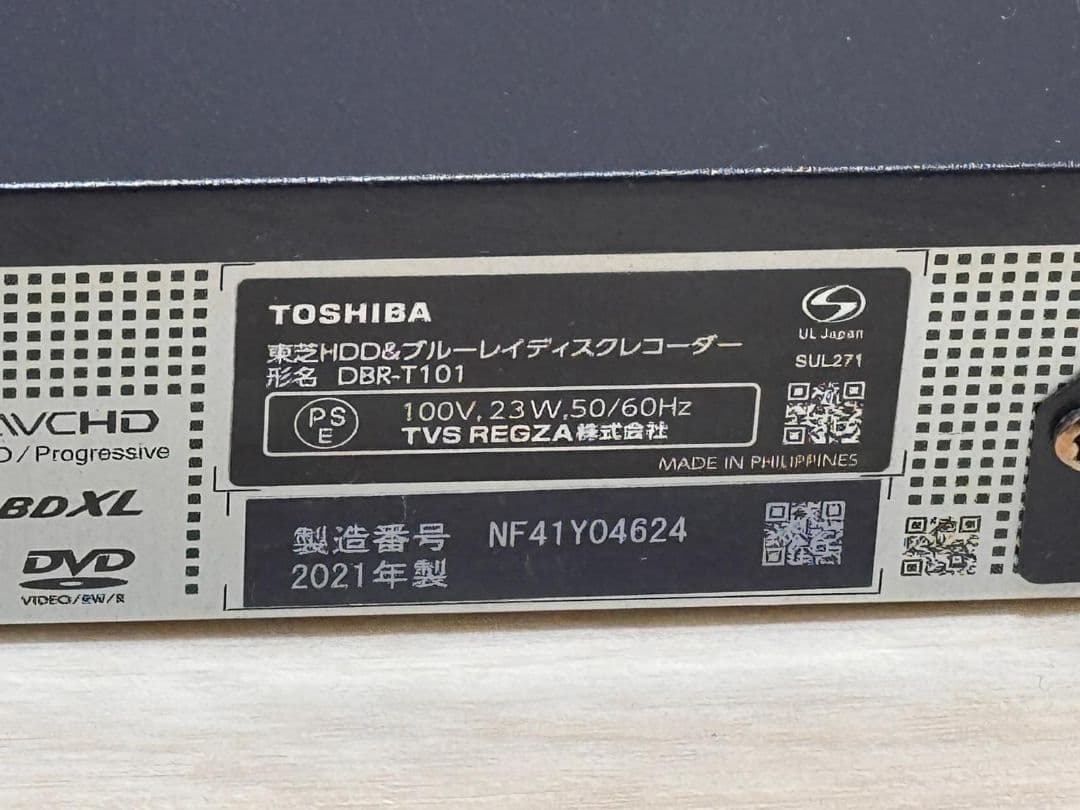 TOSHIBA
東芝HDD&ブルーレイディスクレコーダー
形名 DBR-T101
PS
E
100V, 23W, 50/60Hz
TVS REGZA株式会社
MADE IN PHILIPPINES
UL Japan
SUL271
製造番号 NF41Y04624
2021年製
AVCHD
/Progressive
BDXL
DVD
VIDEO/RW/R